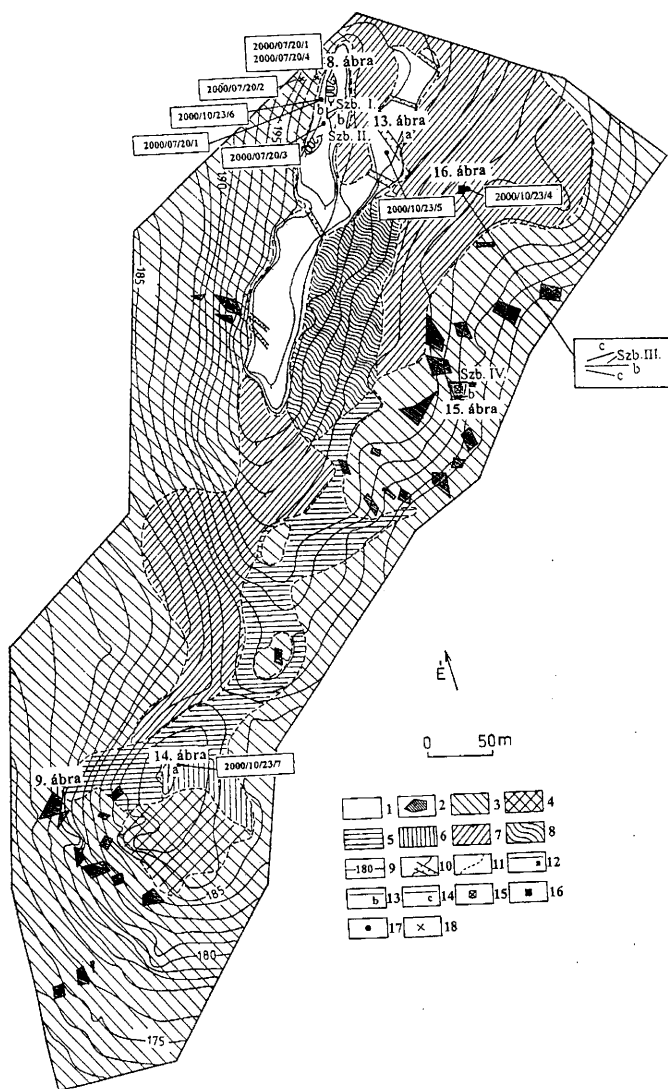 2000/07/20/1
2000/07/20/4
8. ábra
2000/07/20/2
b Szb. I.
2000/10/23/6
b
13. ábra
195
Szb. II.
a
2000/07/20/1
2000/07/20/3
16. ábra
190
2000/10/23/4
2000/10/23/5
185
c
Szb.III.
b
c
Szb. IV.
b
15. ábra
É
0 50m
14. ábra
9. ábra
a
2000/10/23/7
1 2 3 4
5 6 7 8
180 9 10 11 a 12
b 13 c 14 15 16
17 18
185
180
175